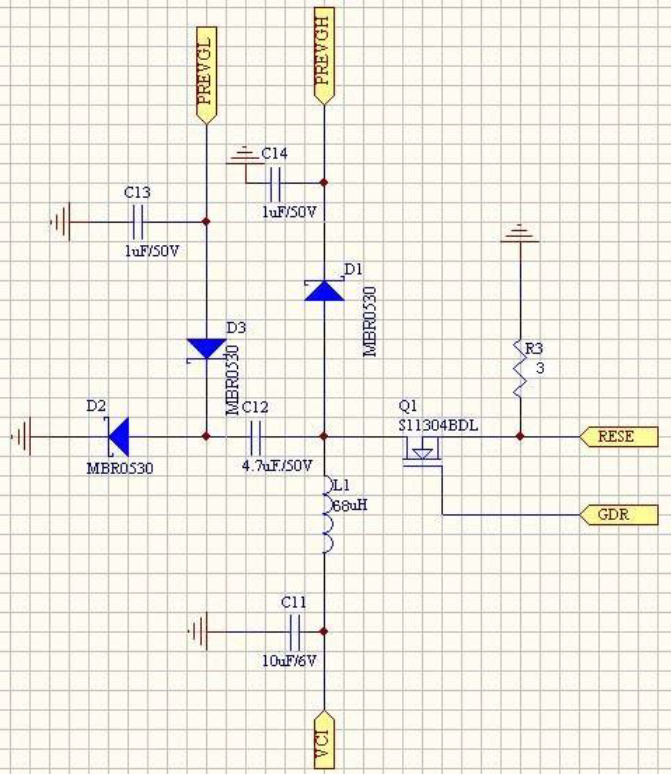 PREVGL
PREVGH
C14
1uF/50V
C13
1uF/50V
D1
MBR0530
D3
MBR0530
R3
3
D2
MBR0530
C12
4.7uF/50V
Q1
S11304BDL
RESE
GDR
L1
68uH
C11
10uF/6V
VCI